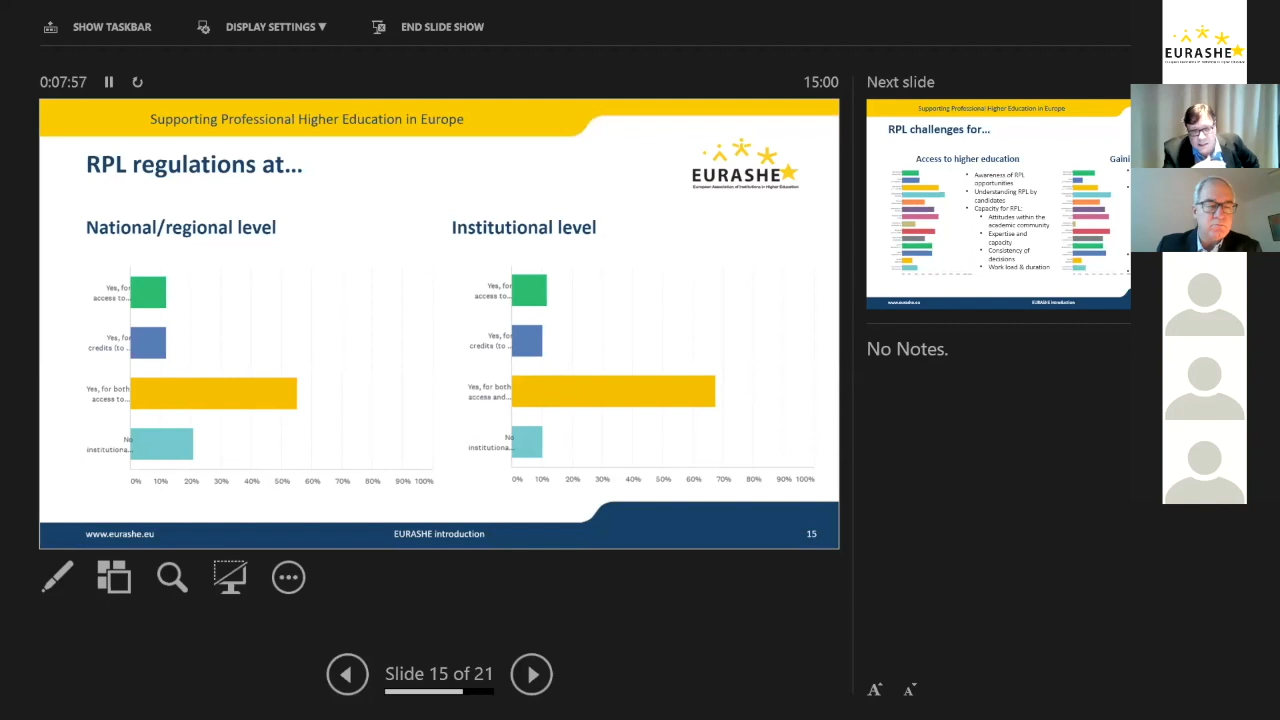 SHOW TASKBAR
DISPLAY SETTINGS ▼
END SLIDE SHOW
0:07:57
15:00
Next slide
Supporting Professional Higher Education in Europe
RPL regulations at...
EURASHE
European Association of Institutions in Higher Education
National/regional level
Institutional level
Yes, for
access to...
Yes, for
credits (to ..
Yes, for both
access to...
No
instituciona...
0% 10% 20% 30% 40% 50% 60% 70% 80% 90% 100%
Yes, for
access to...
Yes, for
credits (to ..
Yes, for both
access and...
No
instituciona...
0% 10% 20% 30% 40% 50% 60% 70% 80% 90% 100%
www.eurashe.eu
EURASHE introduction
15
Supporting Professional Higher Education in Europe
RPL challenges for...
Access to higher education
Gaini
• Awareness of RPL
opportunities
• Understanding RPL by
candidates
• Capacity for RPL:
• Attitudes within the
academic community
• Expertise and
capacity
• Consistency of
decisions
• Work load & duration
www.eurashe.eu
EURASHE introduction
No Notes.
Slide 15 of 21
A A
EURASHE